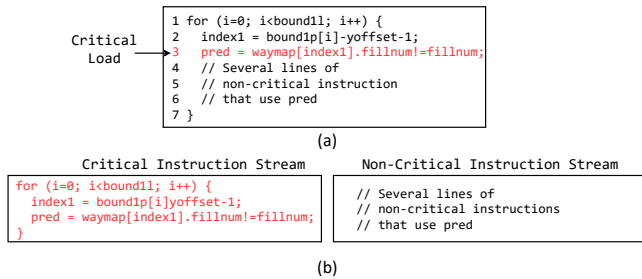 1 for (i=0; i<bound1l; i++) {
2 index1 = bound1p[i]-yoffset-1;
Critical Load
3 pred = waymap[index1].fillnum!=fillnum;
4 // Several lines of
5 // non-critical instruction
6 // that use pred
7 }
(a)
Critical Instruction Stream
for (i=0; i<bound1l; i++) {
index1 = bound1p[i]yoffset-1;
pred = waymap[index1].fillnum!=fillnum;
}
Non-Critical Instruction Stream
// Several lines of
// non-critical instructions
// that use pred
(b)